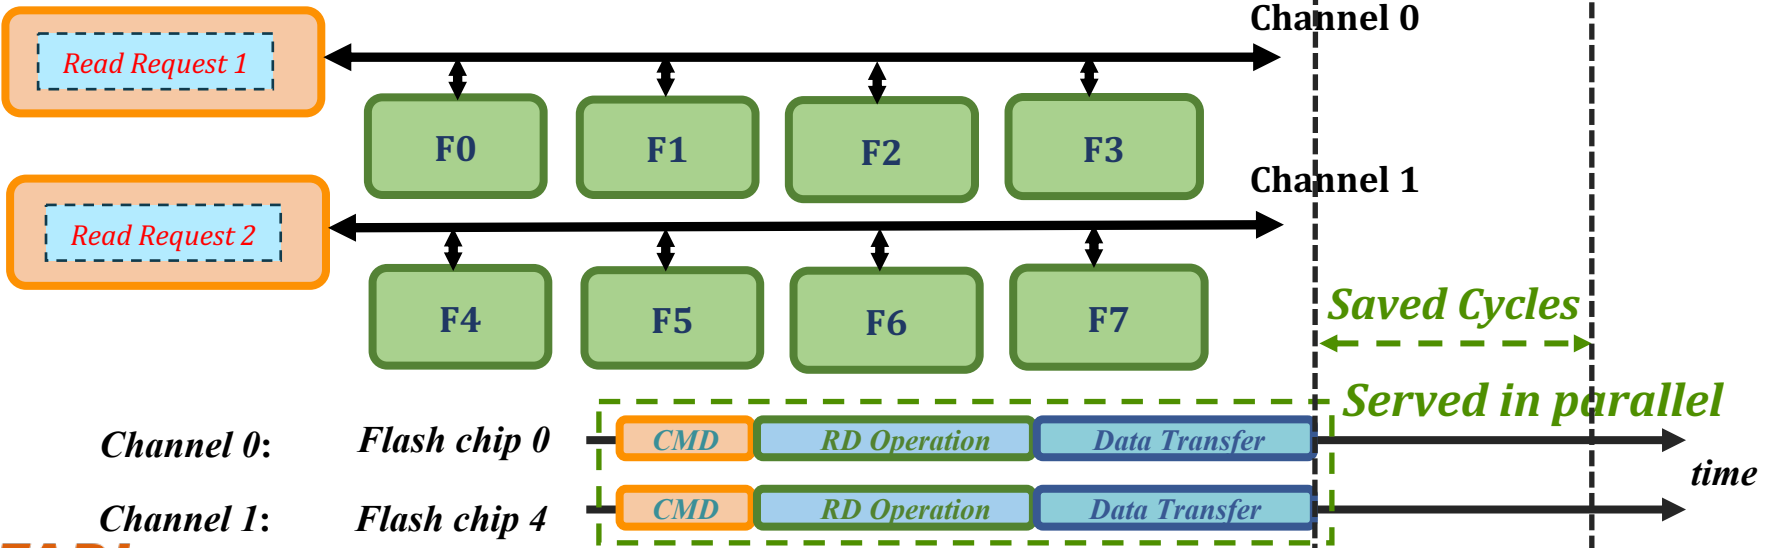 Channel 0
Read Request 1
F0 F1 F2 F3
Channel 1
Read Request 2
F4 F5 F6 F7
Saved Cycles
Served in parallel
Channel 0: Flash chip 0 CMD RD Operation Data Transfer
time
Channel 1: Flash chip 4 CMD RD Operation Data Transfer